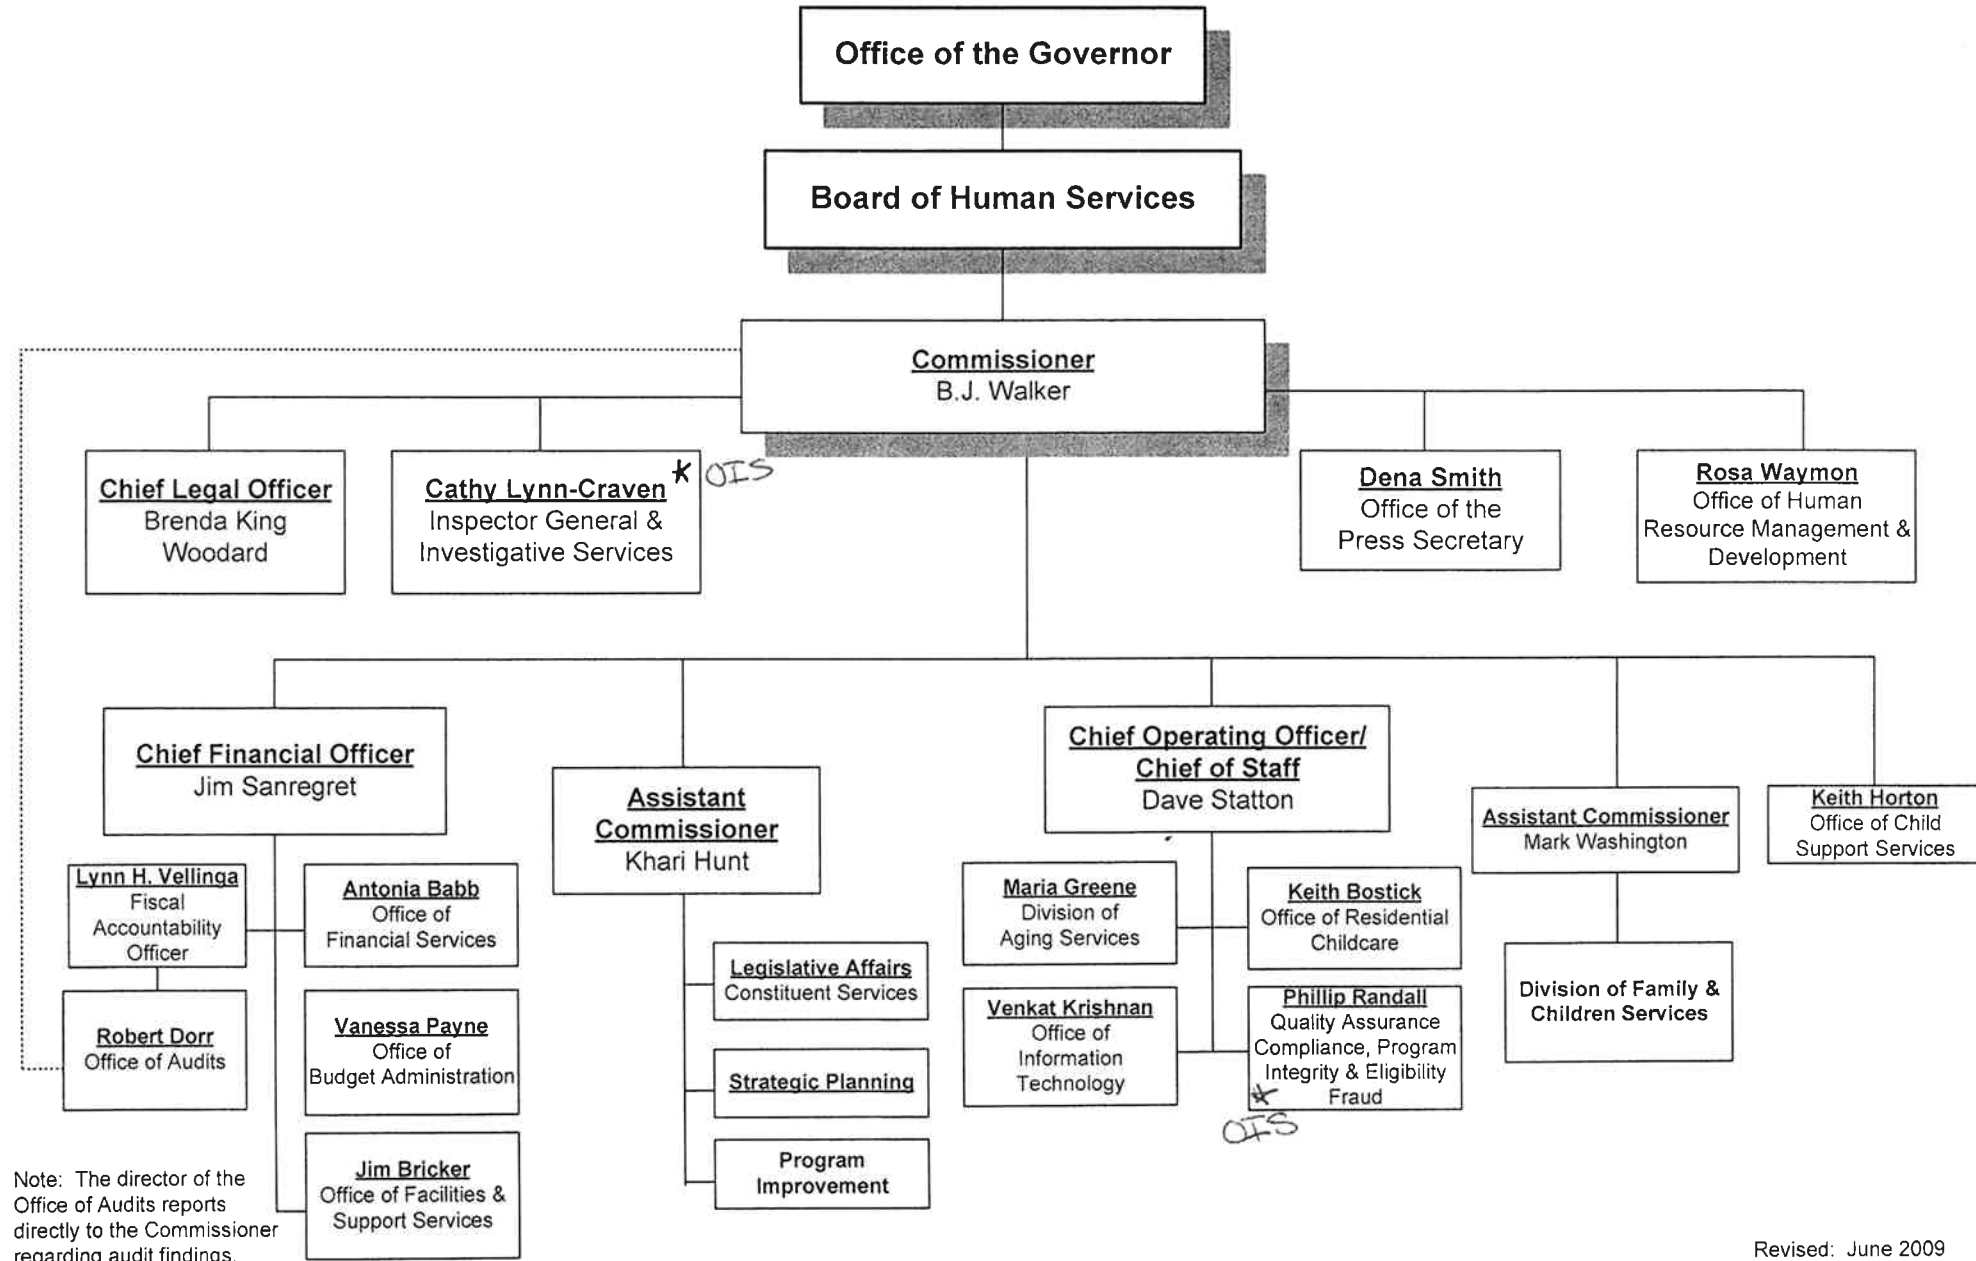 Office of the Governor
Board of Human Services
Commissioner
B.J. Walker
Chief Legal Officer
Brenda King
Woodard
Cathy Lynn-Craven * OIS
Inspector General &
Investigative Services
Dena Smith
Office of the
Press Secretary
Rosa Waymon
Office of Human
Resource Management &
Development
Chief Financial Officer
Jim Sanregret
Lynn H. Vellinga
Fiscal
Accountability
Officer
Antonia Babb
Office of
Financial Services
Robert Dorr
Office of Audits
Vanessa Payne
Office of
Budget Administration
Jim Bricker
Office of Facilities &
Support Services
Assistant
Commissioner
Khari Hunt
Legislative Affairs
Constituent Services
Strategic Planning
Program
Improvement
Chief Operating Officer/
Chief of Staff
Dave Statton
Maria Greene
Division of
Aging Services
Keith Bostick
Office of Residential
Childcare
Venkat Krishnan
Office of
Information
Technology
Phillip Randall
Quality Assurance
Compliance, Program
Integrity & Eligibility
Fraud
* OIS
Assistant Commissioner
Mark Washington
Division of Family &
Children Services
Keith Horton
Office of Child
Support Services
Note: The director of the
Office of Audits reports
directly to the Commissioner
regarding audit findings.
Revised: June 2009